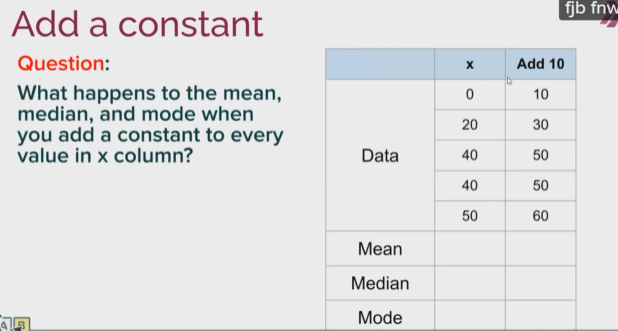 fjb fnw
Add a constant
Question:
What happens to the mean,
median, and mode when
you add a constant to every
value in x column?
x Add 10
0 10
20 30
Data 40 50
40 50
50 60
Mean
Median
Mode
A B